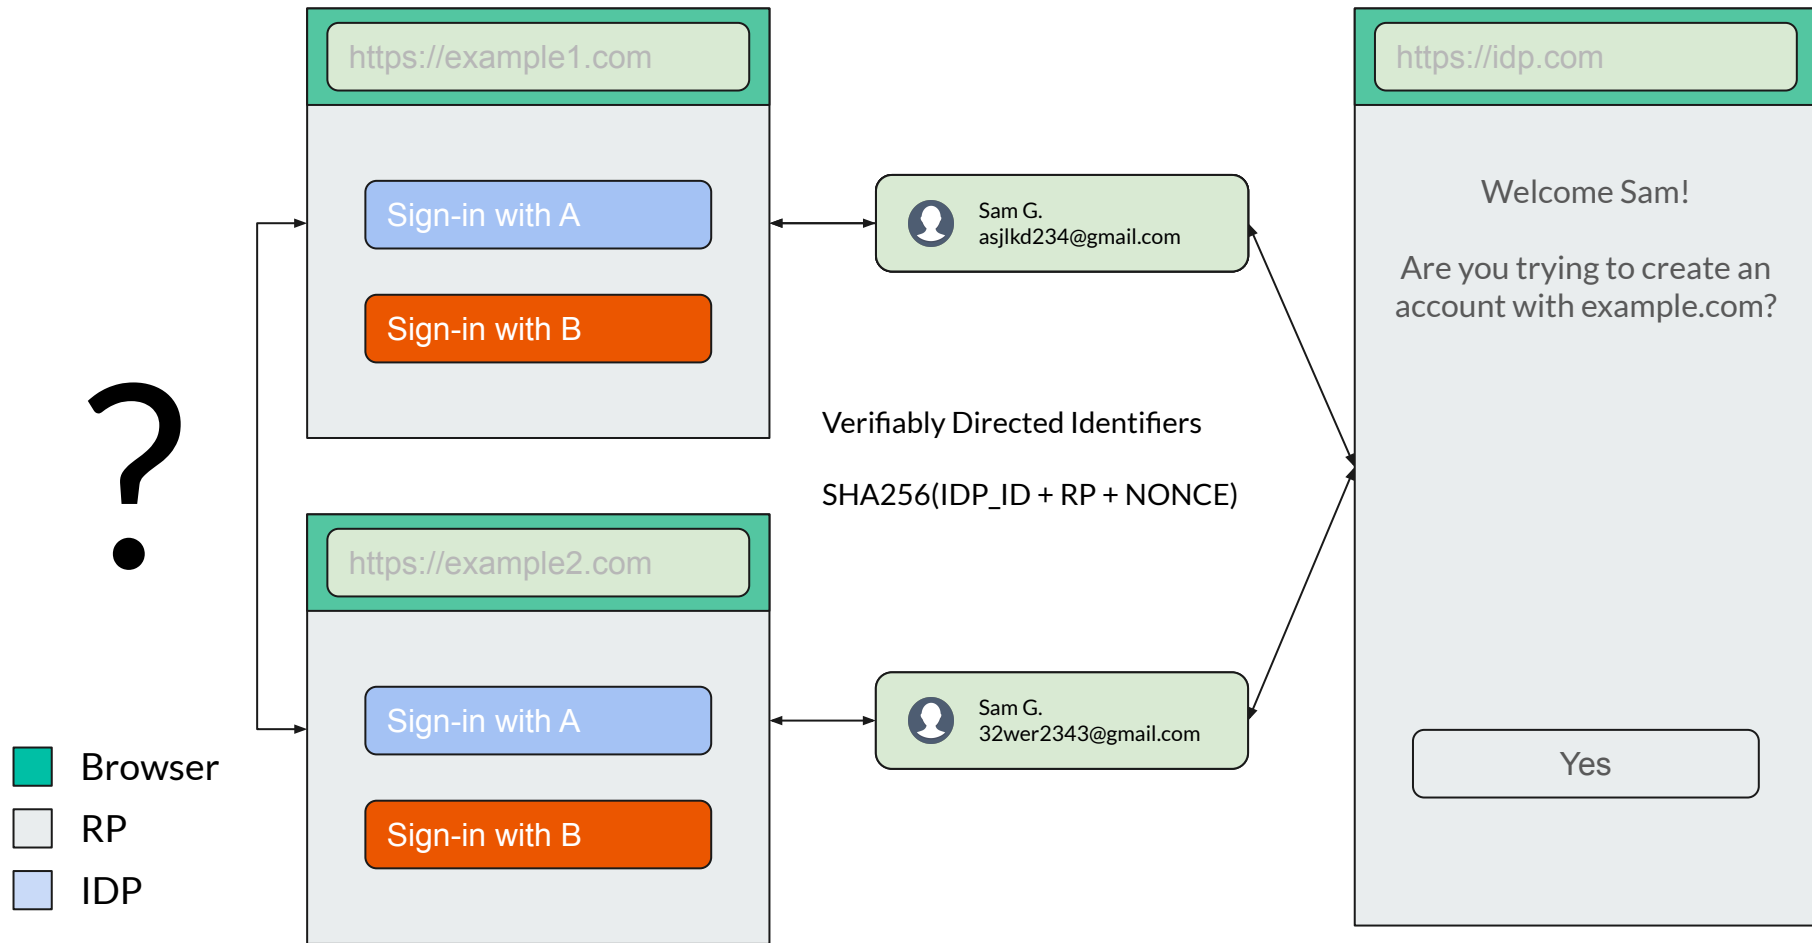 https://example1.com
Sign-in with A
Sign-in with B
?
https://example2.com
Sign-in with A
Sign-in with B
Browser
RP
IDP
Sam G.
asjlkd234@gmail.com
Verifiably Directed Identifiers
SHA256(IDP_ID + RP + NONCE)
Sam G.
32wer2343@gmail.com
https://idp.com
Welcome Sam!
Are you trying to create an
account with example.com?
Yes